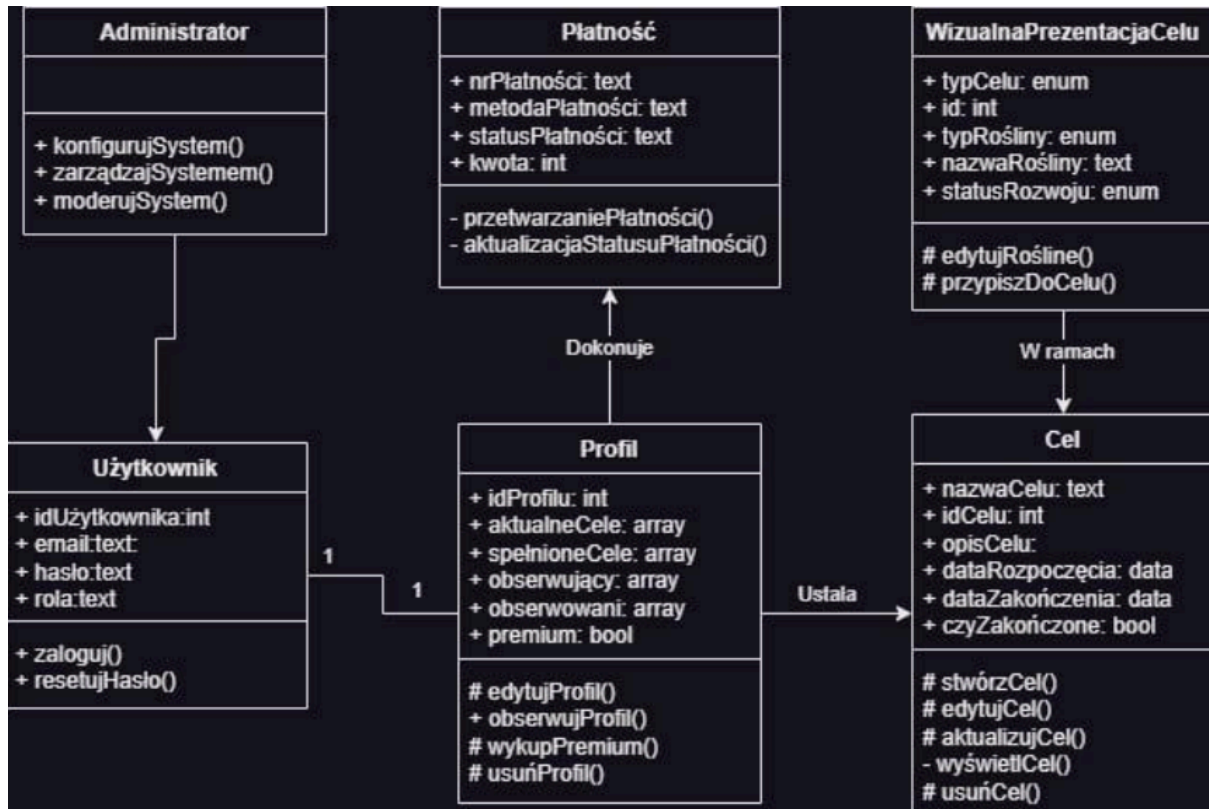 Administrator
+ konfigurujSystem()
+ zarządzajSystemem()
+ moderujSystem()
Płatność
+ nrPłatności: text
+ metodaPłatności: text
+ statusPłatności: text
+ kwota: int
- przetwarzaniePłatności()
- aktualizacjaStatusuPłatności()
WizualnaPrezentacjaCelu
+ typCelu: enum
+ id: int
+ typRośliny: enum
+ nazwaRośliny: text
+ statusRozwoju: enum
# edytujRośline()
# przypiszDoCelu()
Dokonuje
W ramach
Użytkownik
+ idUżytkownika:int
+ email:text:
+ hasło:text
+ rola:text
+ zaloguj()
+ resetujHasło()
1
1
Profil
+ idProfilu: int
+ aktualneCele: array
+ spełnioneCele: array
+ obserwujący: array
+ obserwowani: array
+ premium: bool
# edytujProfil()
+ obserwujProfil()
# wykupPremium()
# usuńProfil()
Ustala
Cel
+ nazwaCelu: text
+ idCelu: int
+ opisCelu:
+ dataRozpoczęcia: data
+ dataZakończenia: data
+ czyZakończone: bool
# stwórzCel()
# edytujCel()
# aktualizujCel()
- wyświetlCel()
# usuńCel()